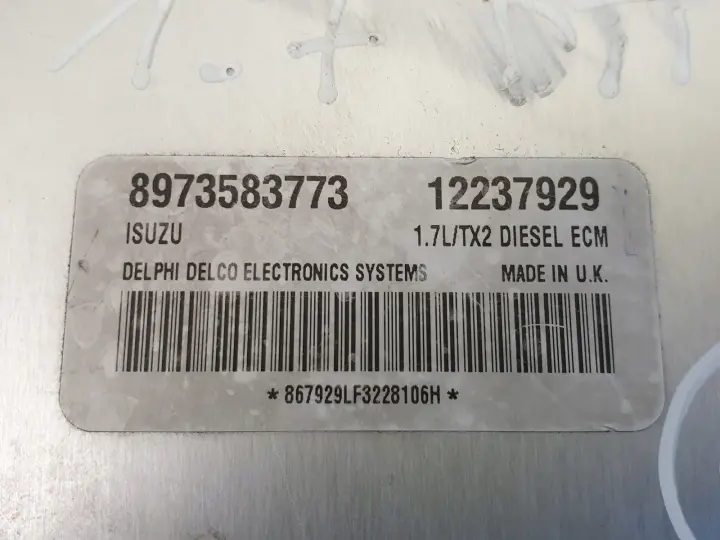 8973583773 12237929
ISUZU 1.7L/TX2 DIESEL ECM
DELPHI DELCO ELECTRONICS SYSTEMS MADE IN U.K.
*867929LF3228106H*